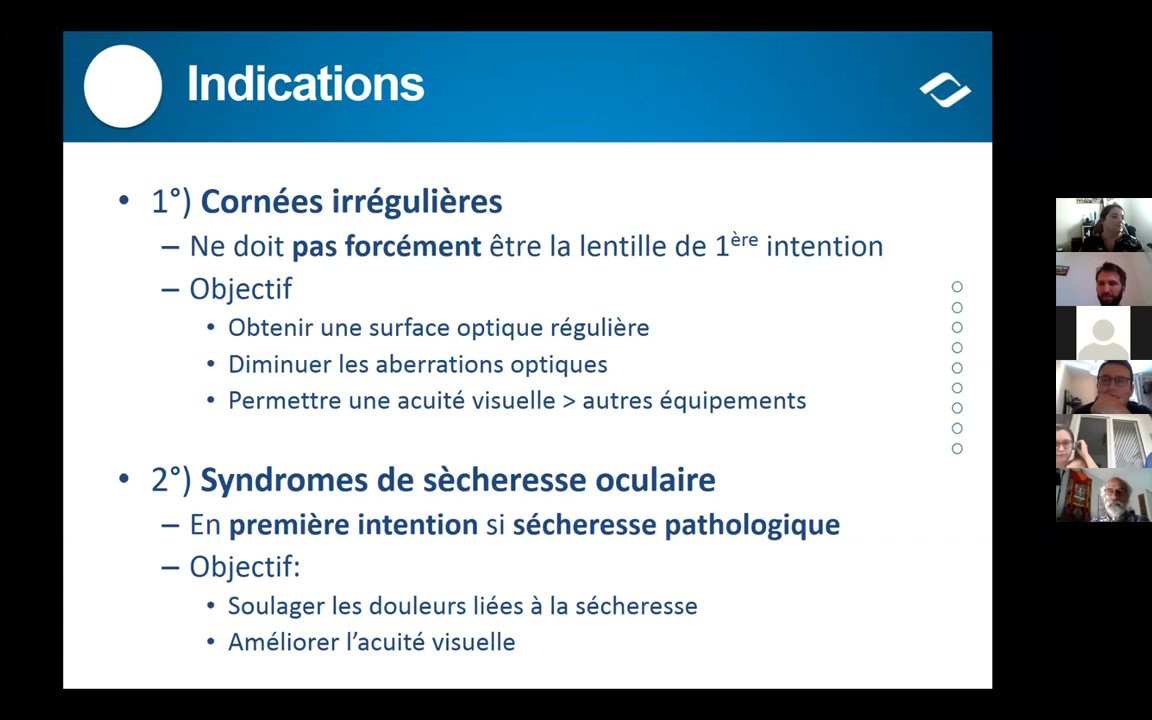 Indications
• 1°) Cornées irrégulières
– Ne doit pas forcément être la lentille de 1ère intention
– Objectif
• Obtenir une surface optique régulière
• Diminuer les aberrations optiques
• Permettre une acuité visuelle > autres équipements
• 2°) Syndromes de sècheresse oculaire
– En première intention si sécheresse pathologique
– Objectif:
• Soulager les douleurs liées à la sécheresse
• Améliorer l’acuité visuelle